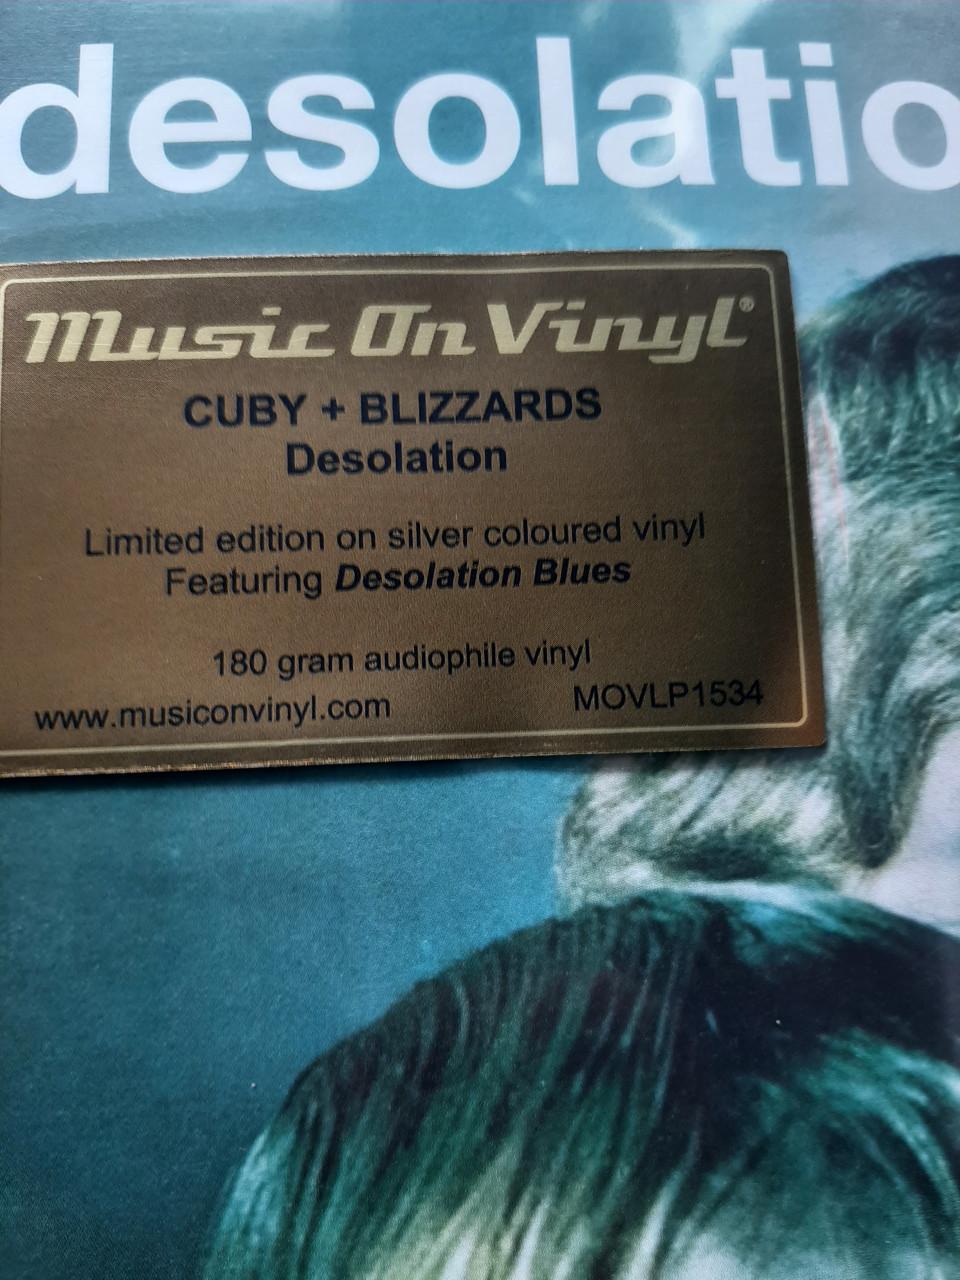 desolatio
Music On Vinyl®
CUBY + BLIZZARDS
Desolation
Limited edition on silver coloured vinyl
Featuring Desolation Blues
180 gram audiophile vinyl
www.musiconvinyl.com MOVLP1534